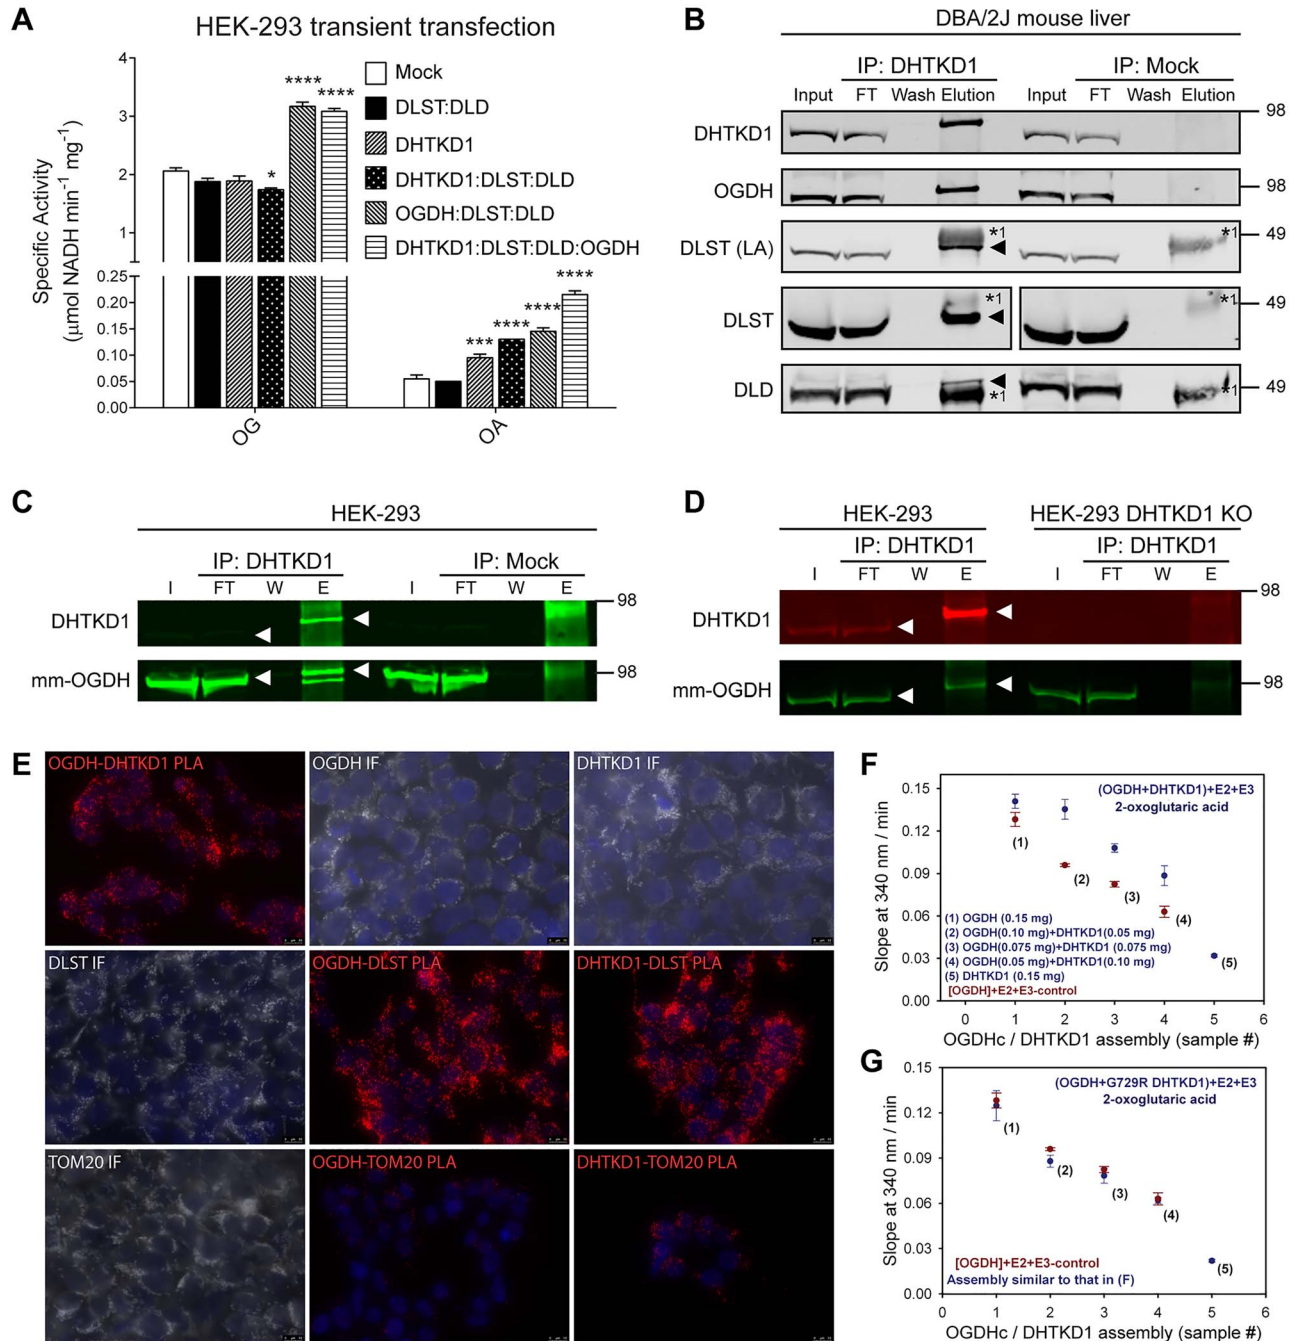 A
HEK-293 transient transfection
Specific Activity
(µmol NADH min-1 mg-1)
4
3
2
1
0.25
0.20
0.15
0.10
0.05
0.00
*
****
****
***
****
****
****
OG
OA
Mock
DLST:DLD
DHTKD1
DHTKD1:DLST:DLD
OGDH:DLST:DLD
DHTKD1:DLST:DLD:OGDH
B
DBA/2J mouse liver
IP: DHTKD1 IP: Mock
Input FT Wash Elution Input FT Wash Elution
DHTKD1 98
OGDH 98
DLST (LA) *1 *1 49
DLST *1 *1 49
DLD *1 *1 49
C
HEK-293
IP: DHTKD1 IP: Mock
I FT W E I FT W E
DHTKD1 98
mm-OGDH 98
D
HEK-293 HEK-293 DHTKD1 KO
IP: DHTKD1 IP: DHTKD1
I FT W E I FT W E
DHTKD1 98
mm-OGDH 98
E
OGDH-DHTKD1 PLA OGDH IF DHTKD1 IF
DLST IF OGDH-DLST PLA DHTKD1-DLST PLA
TOM20 IF OGDH-TOM20 PLA DHTKD1-TOM20 PLA
F
Slope at 340 nm / min
0.15
0.12
0.09
0.06
0.03
0.00
(OGDH+DHTKD1)+E2+E3
2-oxoglutaric acid
(1)
(2)
(3)
(4)
(5)
(1) OGDH (0.15 mg)
(2) OGDH(0.10 mg)+DHTKD1(0.05 mg)
(3) OGDH(0.075 mg)+DHTKD1 (0.075 mg)
(4) OGDH(0.05 mg)+DHTKD1(0.10 mg)
(5) DHTKD1 (0.15 mg)
[OGDH]+E2+E3-control
0 1 2 3 4 5 6
OGDHc / DHTKD1 assembly (sample #)
G
Slope at 340 nm / min
0.15
0.12
0.09
0.06
0.03
0.00
(OGDH+G729R DHTKD1)+E2+E3
2-oxoglutaric acid
(1)
(2)
(3)
(4)
(5)
[OGDH]+E2+E3-control
Assembly similar to that in (F)
0 1 2 3 4 5 6
OGDHc / DHTKD1 assembly (sample #)